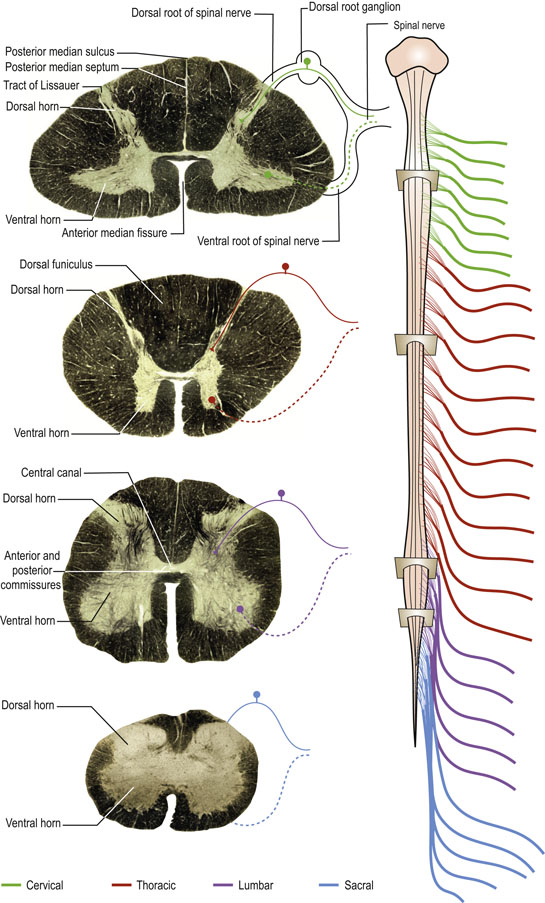 Dorsal root of spinal nerve
Dorsal root ganglion
Spinal nerve
Posterior median sulcus
Posterior median septum
Tract of Lissauer
Dorsal horn
Ventral horn
Anterior median fissure
Ventral root of spinal nerve
Dorsal funiculus
Dorsal horn
Ventral horn
Central canal
Dorsal horn
Anterior and
posterior
commissures
Ventral horn
Dorsal horn
Ventral horn
Cervical
Thoracic
Lumbar
Sacral